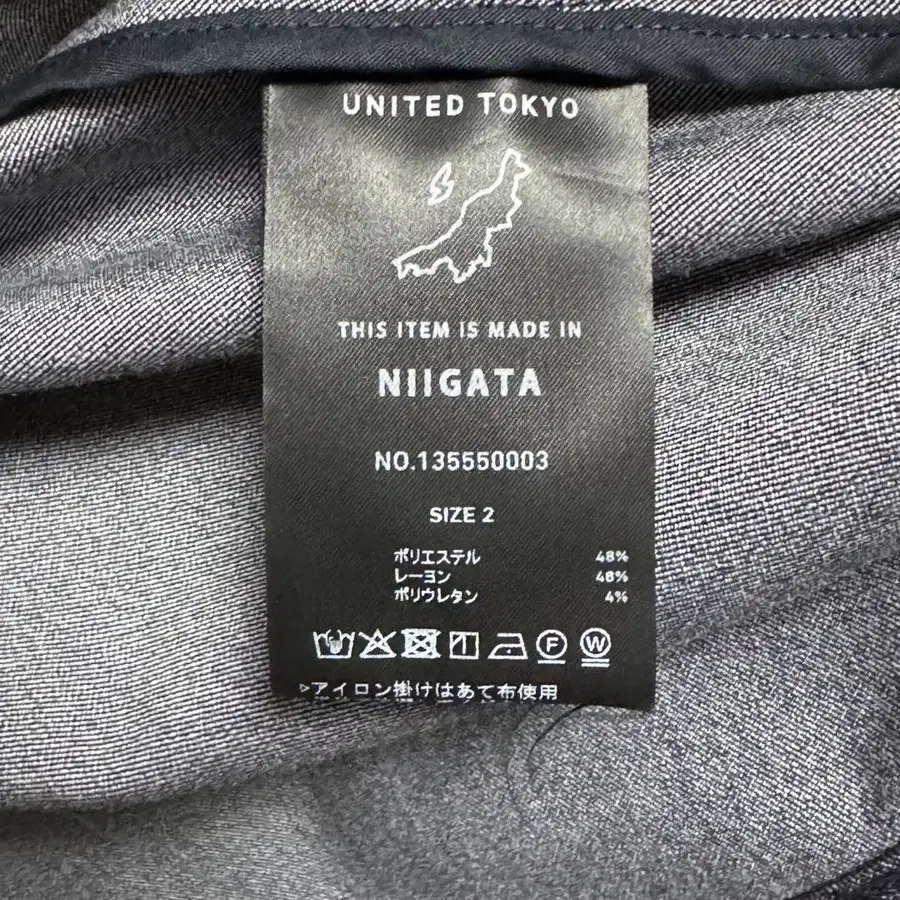 UNITED TOKYO
THIS ITEM IS MADE IN
NIIGATA
NO.135550003
SIZE 2
ポリエステル 48%
レーヨン 48%
ポリウレタン 4%
F W
▷アイロン掛けはあて布使用